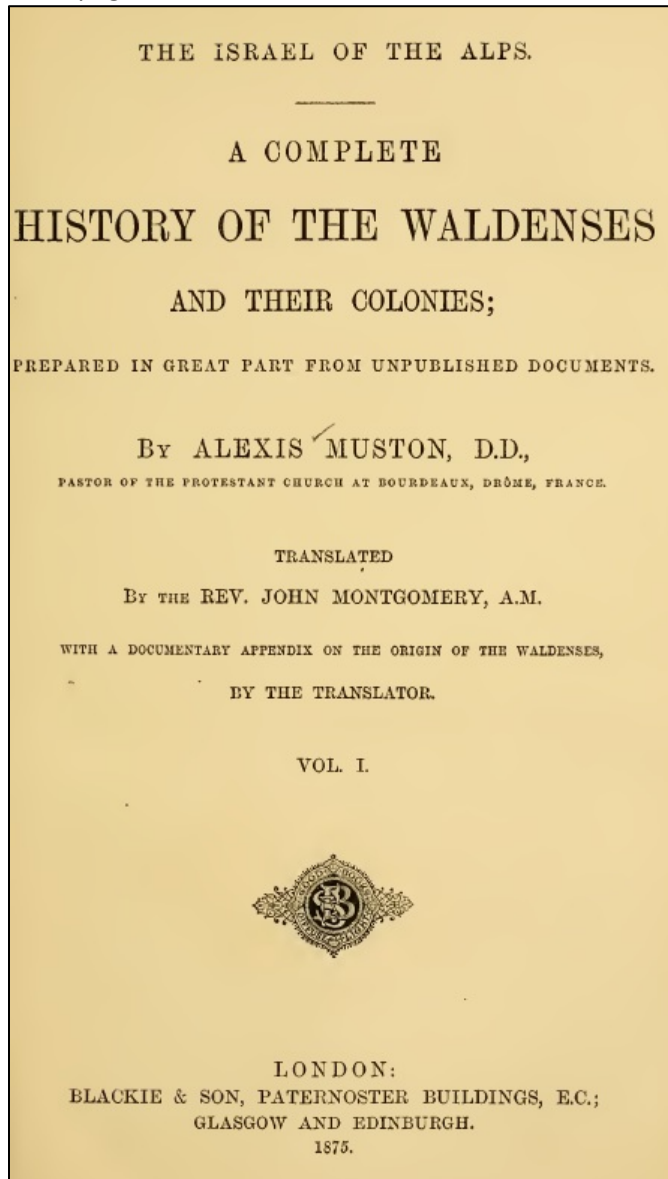 THE ISRAEL OF THE ALPS.
A COMPLETE
HISTORY OF THE WALDENSES
AND THEIR COLONIES;
PREPARED IN GREAT PART FROM UNPUBLISHED DOCUMENTS.
BY ALEXIS MUSTON, D.D.,
PASTOR OF THE PROTESTANT CHURCH AT BOURDEAUX, DRÔME, FRANCE.
TRANSLATED
BY THE REV. JOHN MONTGOMERY, A.M.
WITH A DOCUMENTARY APPENDIX ON THE ORIGIN OF THE WALDENSES,
BY THE TRANSLATOR.
VOL. I.
LONDON:
BLACKIE & SON, PATERNOSTER BUILDINGS, E.C.;
GLASGOW AND EDINBURGH.
1875.